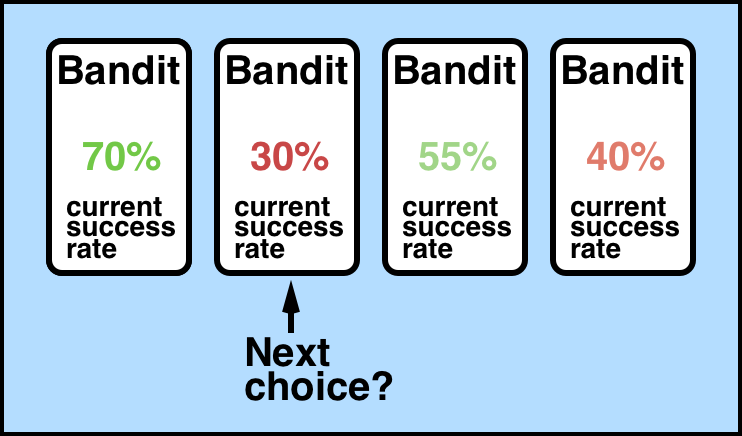 Bandit
70%
current
success
rate
Bandit
30%
current
success
rate
Bandit
55%
current
success
rate
Bandit
40%
current
success
rate
Next
choice?